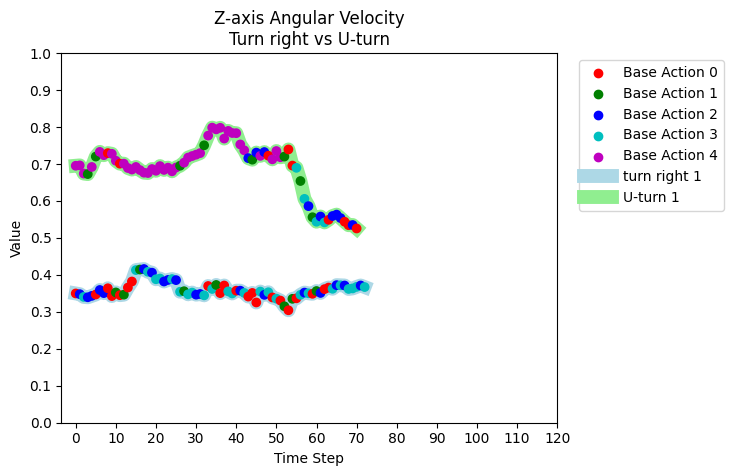 Z-axis Angular Velocity
Turn right vs U-turn
Value
1.0
0.9
0.8
0.7
0.6
0.5
0.4
0.3
0.2
0.1
0.0
0 10 20 30 40 50 60 70 80 90 100 110 120
Time Step
Base Action 0
Base Action 1
Base Action 2
Base Action 3
Base Action 4
turn right 1
U-turn 1